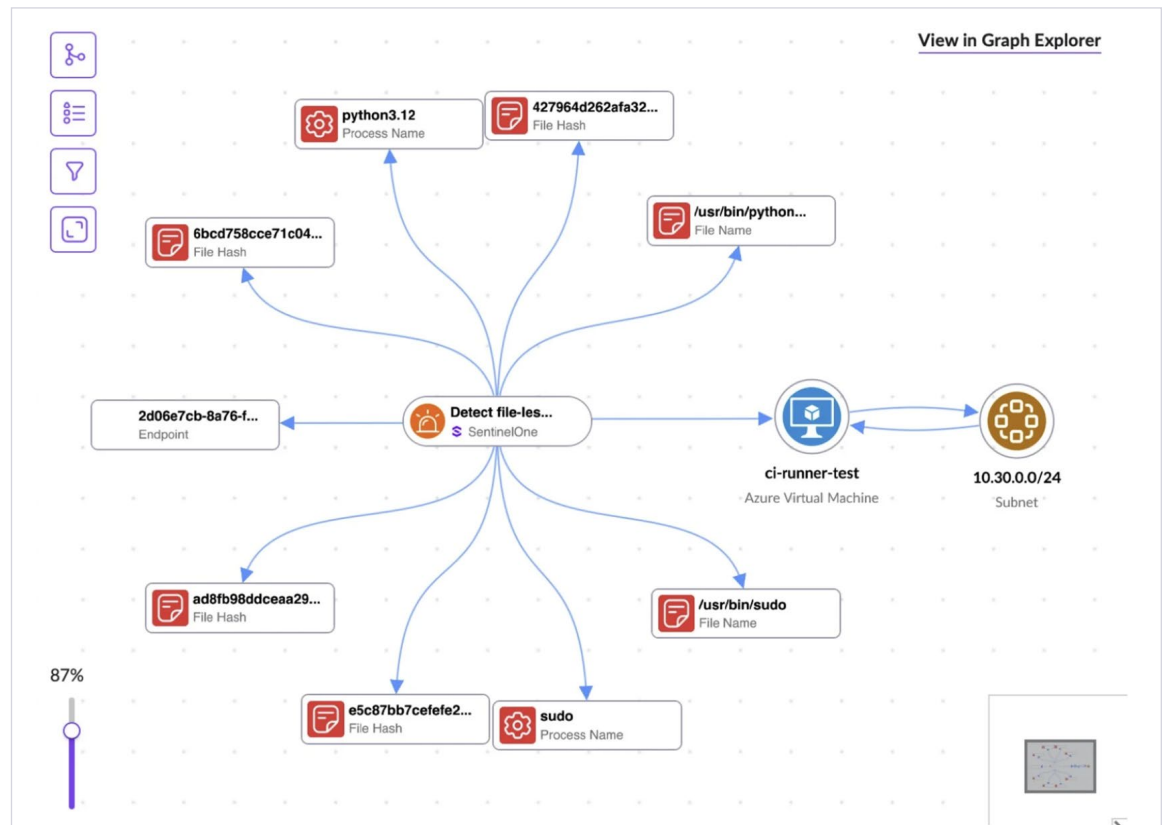 View in Graph Explorer
python3.12
Process Name
427964d262afa32...
File Hash
/usr/bin/python...
File Name
6bcd758cce71c04...
File Hash
2d06e7cb-8a76-f...
Endpoint
Detect file-les...
SentinelOne
ci-runner-test
Azure Virtual Machine
10.30.0.0/24
Subnet
ad8fb98ddceaa29...
File Hash
/usr/bin/sudo
File Name
e5c87bb7cefefe2...
File Hash
sudo
Process Name
87%